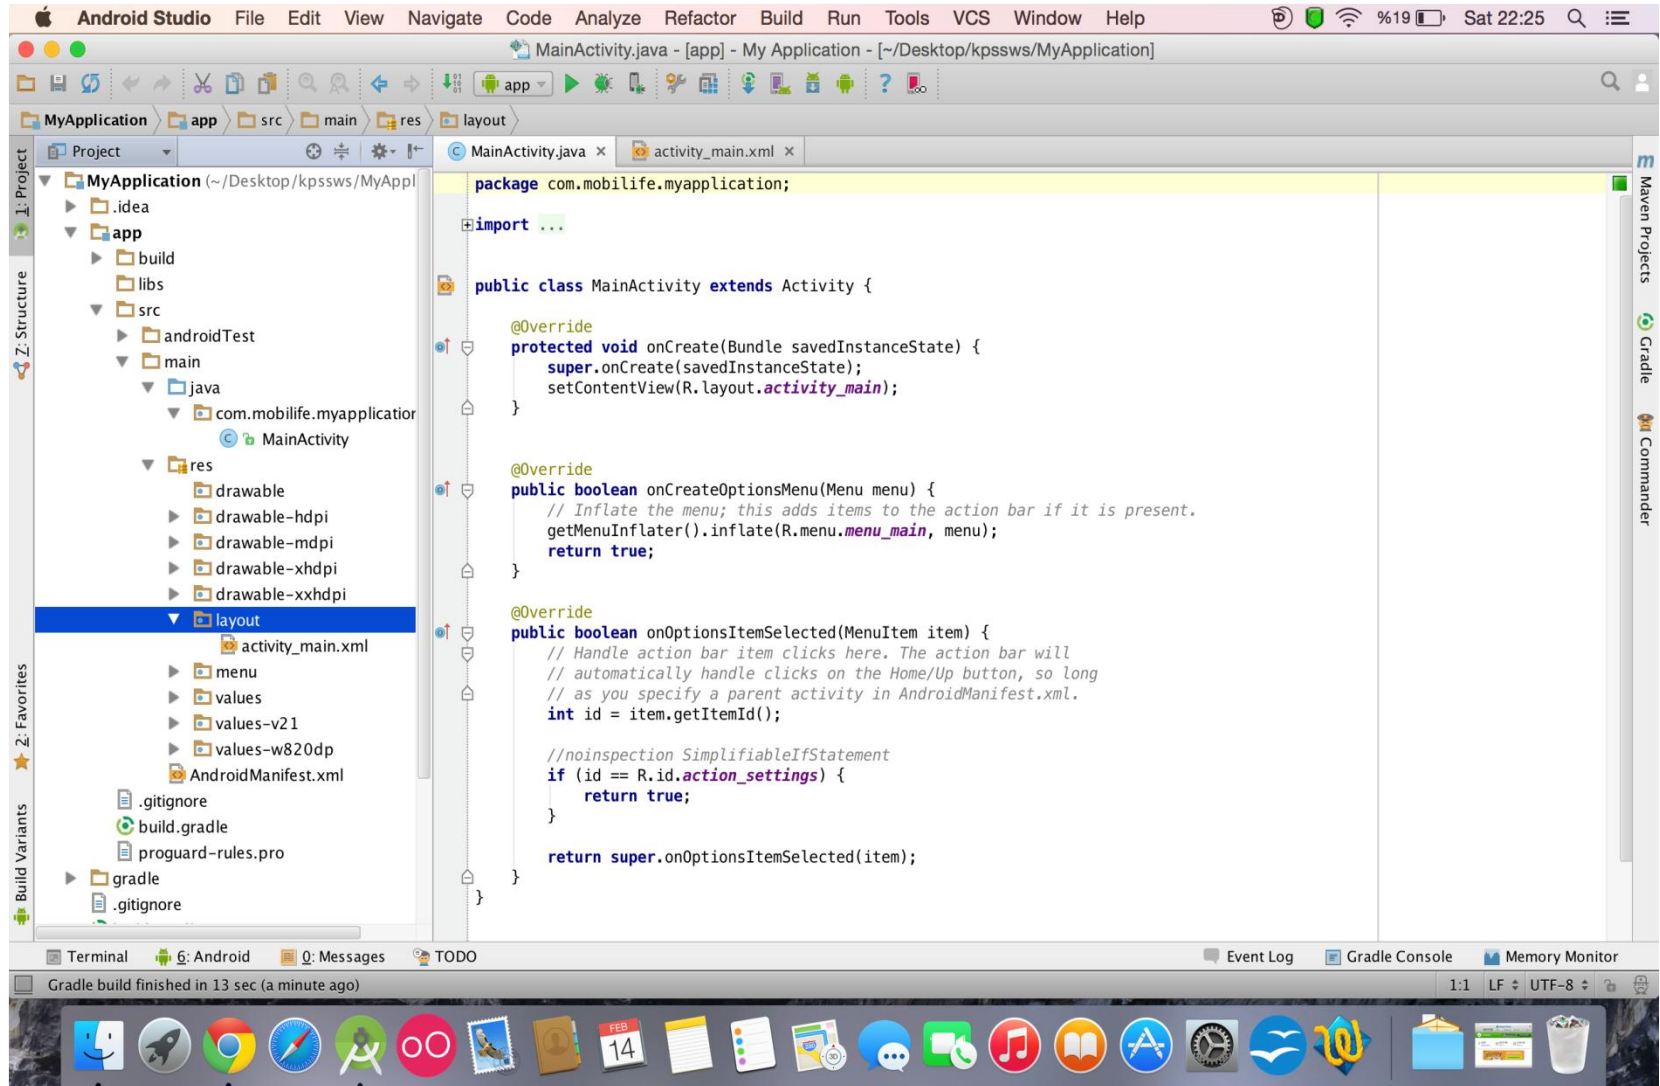 Android Studio File Edit View Navigate Code Analyze Refactor Build Run Tools VCS Window Help %19 Sat 22:25
MainActivity.java - [app] - My Application - [~/Desktop/kpssws/MyApplication]
app
MyApplication app src main res layout
Project
MainActivity.java activity_main.xml
1: Project
Z: Structure
2: Favorites
Build Variants
MyApplication (~/Desktop/kpssws/MyAppl
.idea
app
build
libs
src
androidTest
main
java
com.mobilife.myapplication
MainActivity
res
drawable
drawable-hdpi
drawable-mdpi
drawable-xhdpi
drawable-xxhdpi
layout
activity_main.xml
menu
values
values-v21
values-w820dp
AndroidManifest.xml
.gitignore
build.gradle
proguard-rules.pro
gradle
.gitignore
package com.mobilife.myapplication;
import ...
public class MainActivity extends Activity {
@Override
protected void onCreate(Bundle savedInstanceState) {
super.onCreate(savedInstanceState);
setContentView(R.layout.activity_main);
}
@Override
public boolean onCreateOptionsMenu(Menu menu) {
// Inflate the menu; this adds items to the action bar if it is present.
getMenuInflater().inflate(R.menu.menu_main, menu);
return true;
}
@Override
public boolean onOptionsItemSelected(MenuItem item) {
// Handle action bar item clicks here. The action bar will
// automatically handle clicks on the Home/Up button, so long
// as you specify a parent activity in AndroidManifest.xml.
int id = item.getItemId();
//noinspection SimplifiableIfStatement
if (id == R.id.action_settings) {
return true;
}
return super.onOptionsItemSelected(item);
}
}
Maven Projects
Gradle
Commander
Terminal 6: Android 0: Messages TODO Event Log Gradle Console Memory Monitor
Gradle build finished in 13 sec (a minute ago) 1:1 LF UTF-8
FEB
14